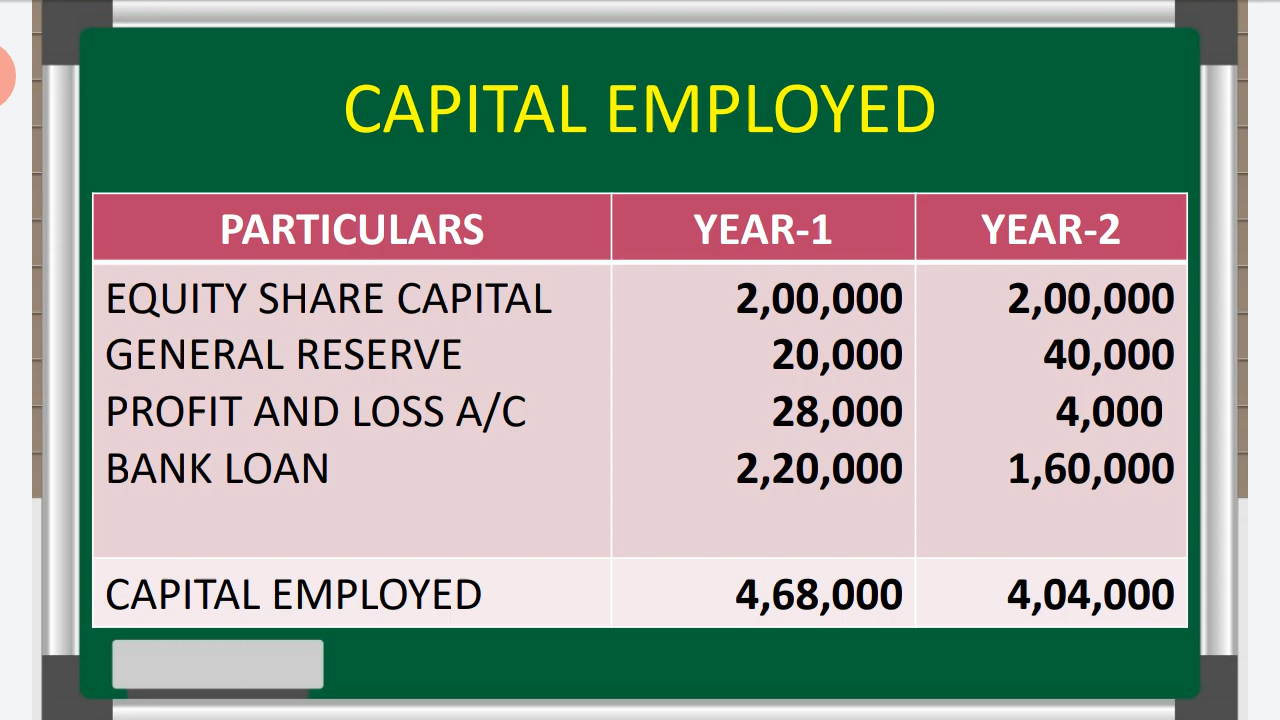 CAPITAL EMPLOYED
PARTICULARS YEAR-1 YEAR-2
EQUITY SHARE CAPITAL 2,00,000 2,00,000
GENERAL RESERVE 20,000 40,000
PROFIT AND LOSS A/C 28,000 4,000
BANK LOAN 2,20,000 1,60,000
CAPITAL EMPLOYED 4,68,000 4,04,000